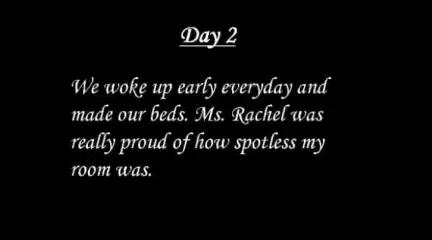 Day 2
We woke up early everyday and
made our beds. Ms. Rachel was
really proud of how spotless my
room was.